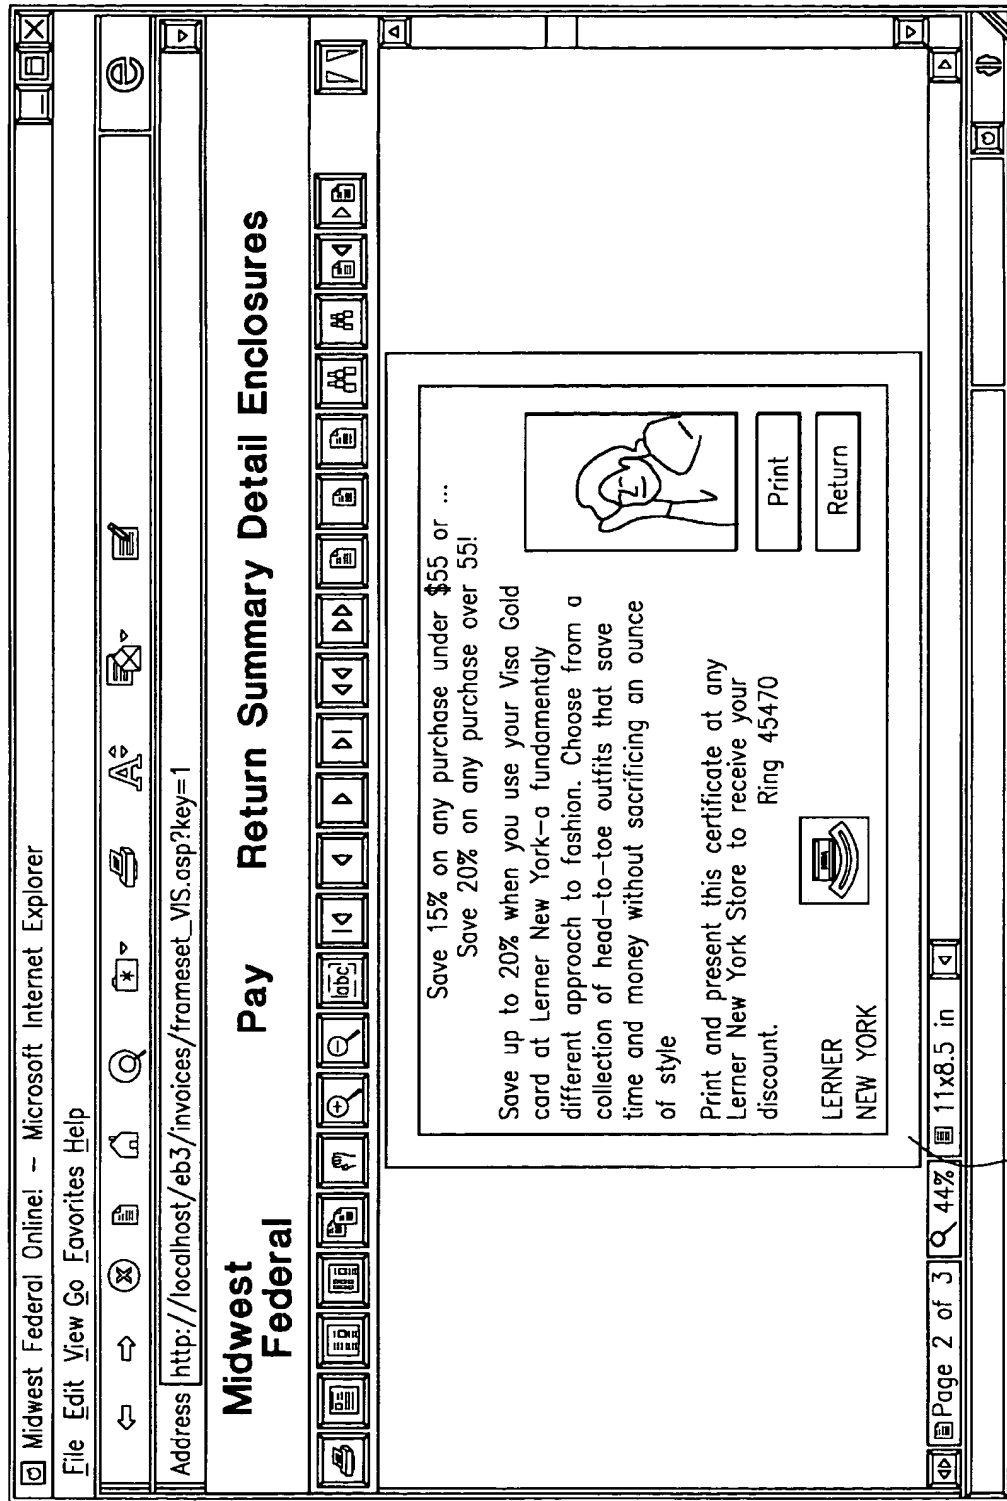 Midwest Federal Online! – Microsoft Internet Explorer
File Edit View Go Favorites Help
Address http://localhost/eb3/invoices/frameset_VIS.asp?key=1
Midwest
Federal
Pay Return Summary Detail Enclosures
abc
Save 15% on any purchase under $55 or ...
Save 20% on any purchase over 55!
Save up to 20% when you use your Visa Gold
card at Lerner New York–a fundamentaly
different approach to fashion. Choose from a
collection of head–to–toe outfits that save
time and money without sacrificing an ounce
of style
Print and present this certificate at any
Lerner New York Store to receive your
discount. Ring 45470
LERNER
NEW YORK
Print
Return
Page 2 of 3 44% 11x8.5 in